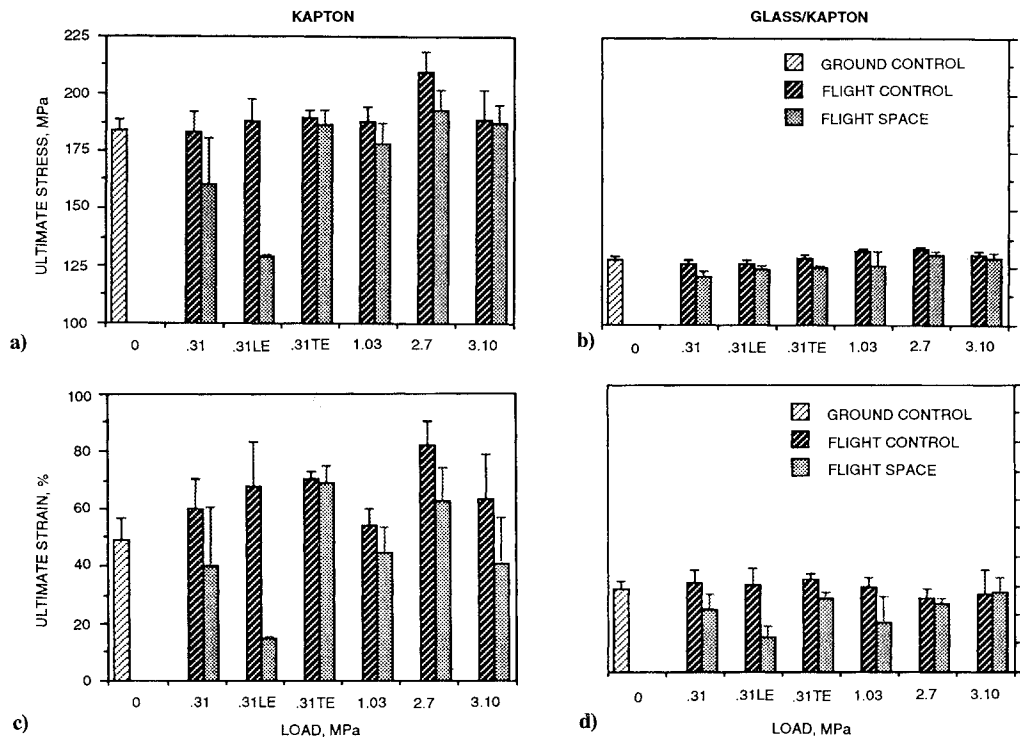 KAPTON
225
200
175
150
125
100
ULTIMATE STRESS, MPa
a)
0 .31 .31LE .31TE 1.03 2.7 3.10
GLASS/KAPTON
GROUND CONTROL
FLIGHT CONTROL
FLIGHT SPACE
b)
0 .31 .31LE .31TE 1.03 2.7 3.10
100
80
60
40
20
0
ULTIMATE STRAIN, %
c)
0 .31 .31LE .31TE 1.03 2.7 3.10
LOAD, MPa
GROUND CONTROL
FLIGHT CONTROL
FLIGHT SPACE
d)
0 .31 .31LE .31TE 1.03 2.7 3.10
LOAD, MPa